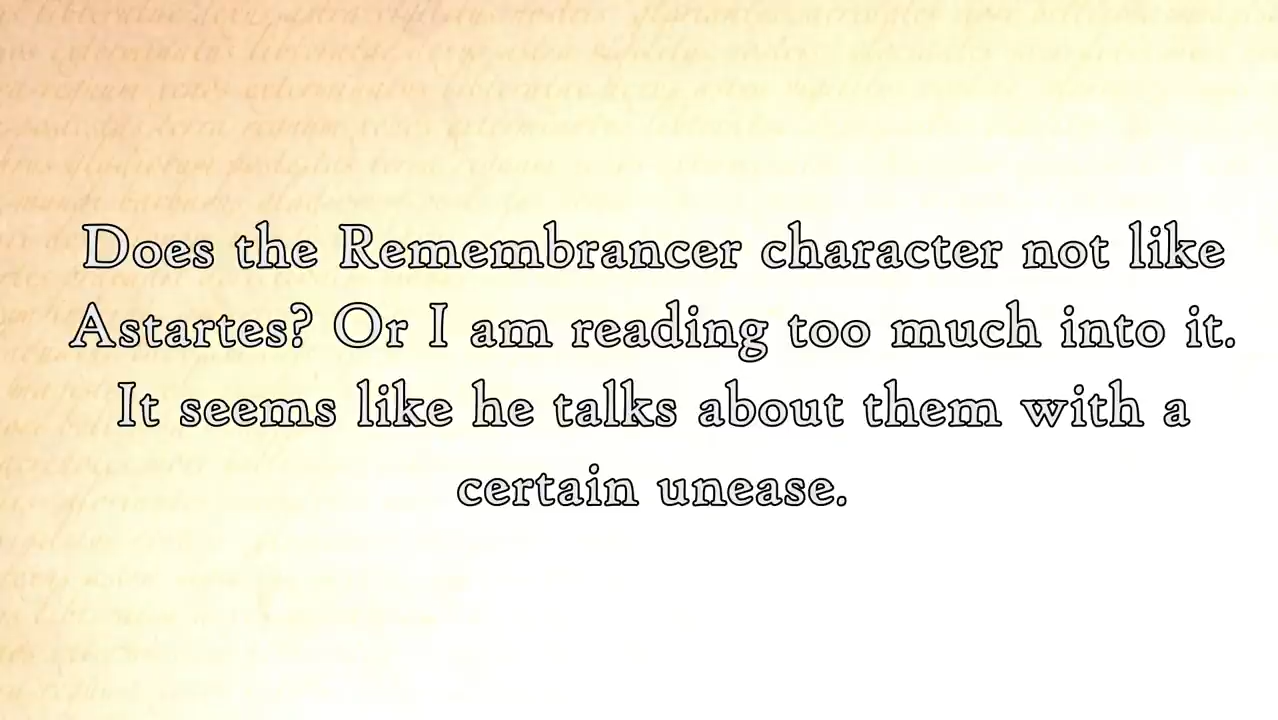 Does the Remembrancer character not like
Astartes? Or I am reading too much into it.
It seems like he talks about them with a
certain unease.